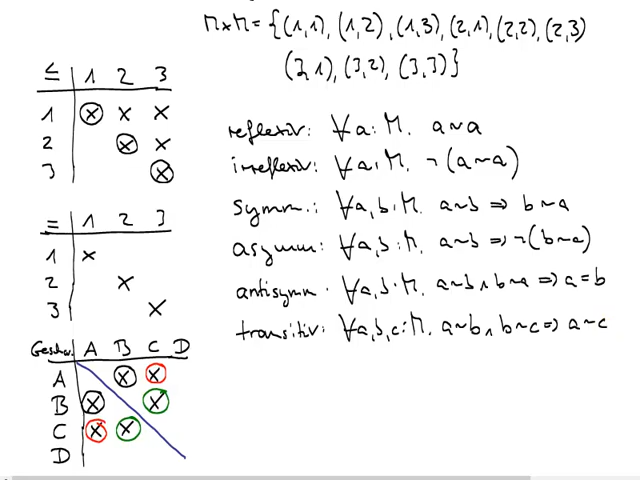 M×M = {(1,1), (1,2), (1,3), (2,1), (2,2), (2,3)
(3,1), (3,2), (3,3)}
≤ 1 2 3
1 x x x
2 x x
3 x
= 1 2 3
1 x
2 x
3 x
Geschw. A B C D
A x x
B x x
C x x
D
reflexiv: ∀a:M. a~a
irreflexiv: ∀a:M. ¬(a~a)
symm.: ∀a,b:M. a~b ⇒ b~a
asymm: ∀a,b:M. a~b ⇒ ¬(b~a)
antisymm. ∀a,b:M. a~b ∧ b~a ⇒ a=b
transitiv: ∀a,b,c:M. a~b ∧ b~c ⇒ a~c